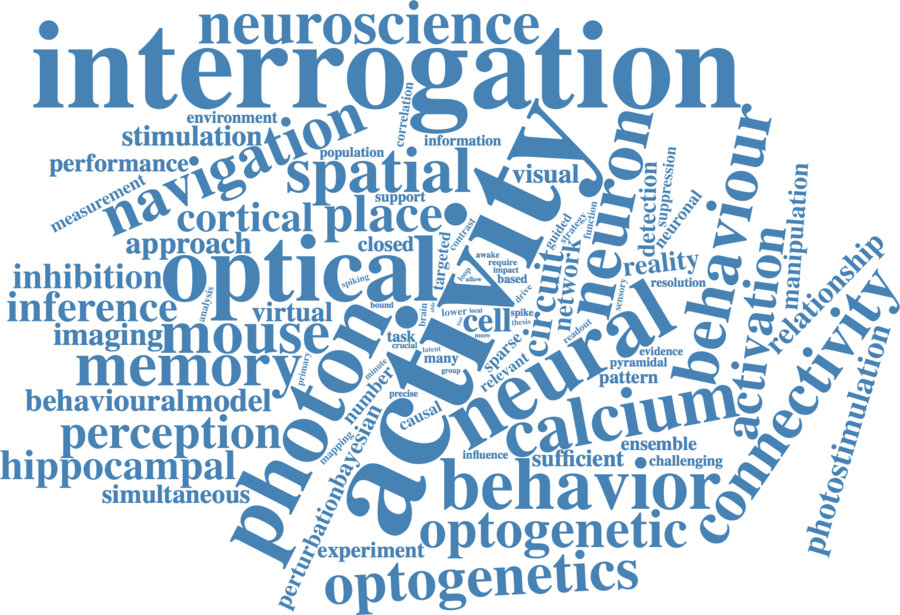 neuroscience
interrogation
environment
correlation
stimulation
information
navigation
population
performance
spatial
visual
activity
neuron
behaviour
detection
suppression
manipulation
measurement
support
cortical
place
contrast
guided
strategy
function
neuronal
approach
closed
targeted
awake
require
impact
based
loop
allow
optical
circuit
network
reality
activation
relationship
inhibition
spiking
sensory
resolution
analysis
drive
inference
virtual
bound
brain
lower
local
spike
cell
thesis
imaging
mouse
photon
task
crucial
more
readout
neural
connectivity
memory
primary
minute
latent
many
sparse
evidence
pyramidal
group
relevant
pattern
behavioural
model
number
precise
causal
calcium
photostimulation
perception
mapping
bayesian
ensemble
hippocampal
influence
sufficient
challenging
simultaneous
behavior
perturbation
optogenetic
experiment
optogenetics